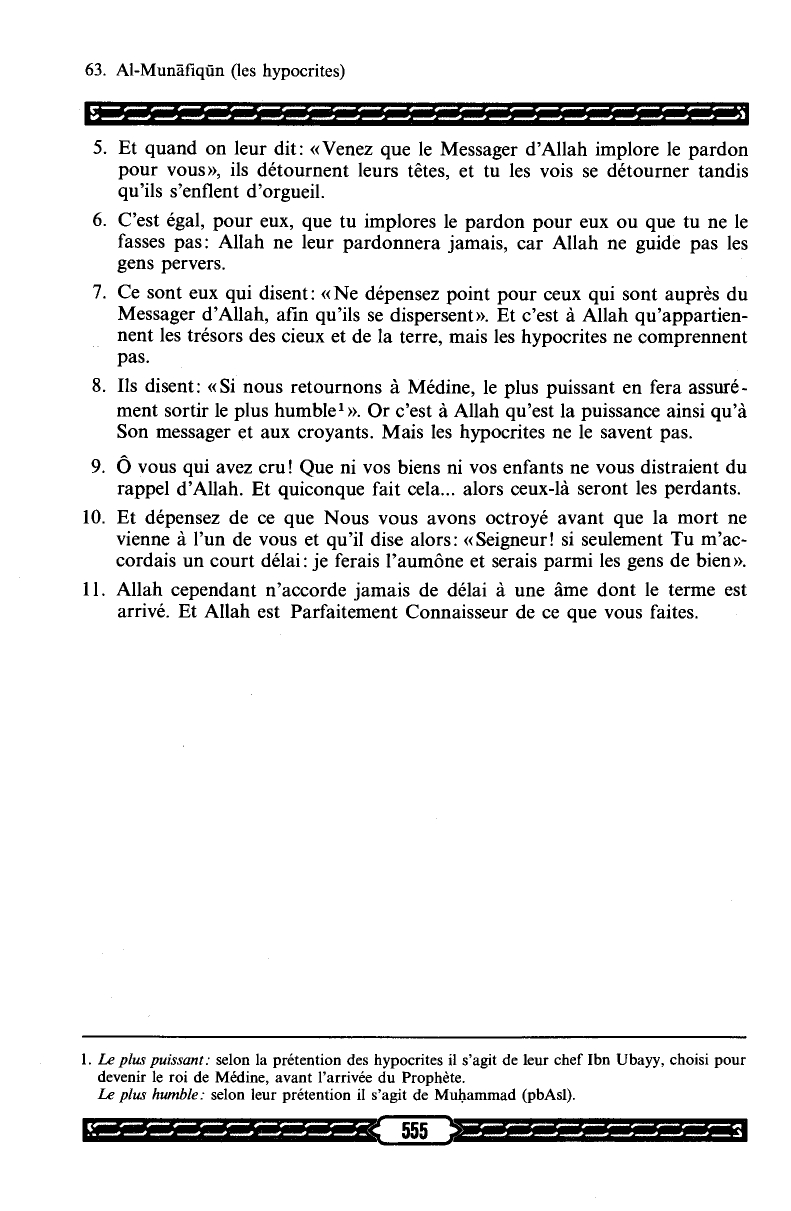 63. Al-Munāfiqūn (les hypocrites)
5. Et quand on leur dit: «Venez que le Messager d'Allah implore le pardon
pour vous», ils détournent leurs têtes, et tu les vois se détourner tandis
qu'ils s'enflent d'orgueil.
6. C'est égal, pour eux, que tu implores le pardon pour eux ou que tu ne le
fasses pas: Allah ne leur pardonnera jamais, car Allah ne guide pas les
gens pervers.
7. Ce sont eux qui disent: «Ne dépensez point pour ceux qui sont auprès du
Messager d'Allah, afin qu'ils se dispersent». Et c'est à Allah qu'appartien-
nent les trésors des cieux et de la terre, mais les hypocrites ne comprennent
pas.
8. Ils disent: «Si nous retournons à Médine, le plus puissant en fera assuré-
ment sortir le plus humble¹». Or c'est à Allah qu'est la puissance ainsi qu'à
Son messager et aux croyants. Mais les hypocrites ne le savent pas.
9. Ô vous qui avez cru! Que ni vos biens ni vos enfants ne vous distraient du
rappel d'Allah. Et quiconque fait cela... alors ceux-là seront les perdants.
10. Et dépensez de ce que Nous vous avons octroyé avant que la mort ne
vienne à l'un de vous et qu'il dise alors: «Seigneur! si seulement Tu m'ac-
cordais un court délai: je ferais l'aumône et serais parmi les gens de bien».
11. Allah cependant n'accorde jamais de délai à une âme dont le terme est
arrivé. Et Allah est Parfaitement Connaisseur de ce que vous faites.
1. Le plus puissant: selon la prétention des hypocrites il s'agit de leur chef Ibn Ubayy, choisi pour
devenir le roi de Médine, avant l'arrivée du Prophète.
Le plus humble: selon leur prétention il s'agit de Muḥammad (pbAsl).
555